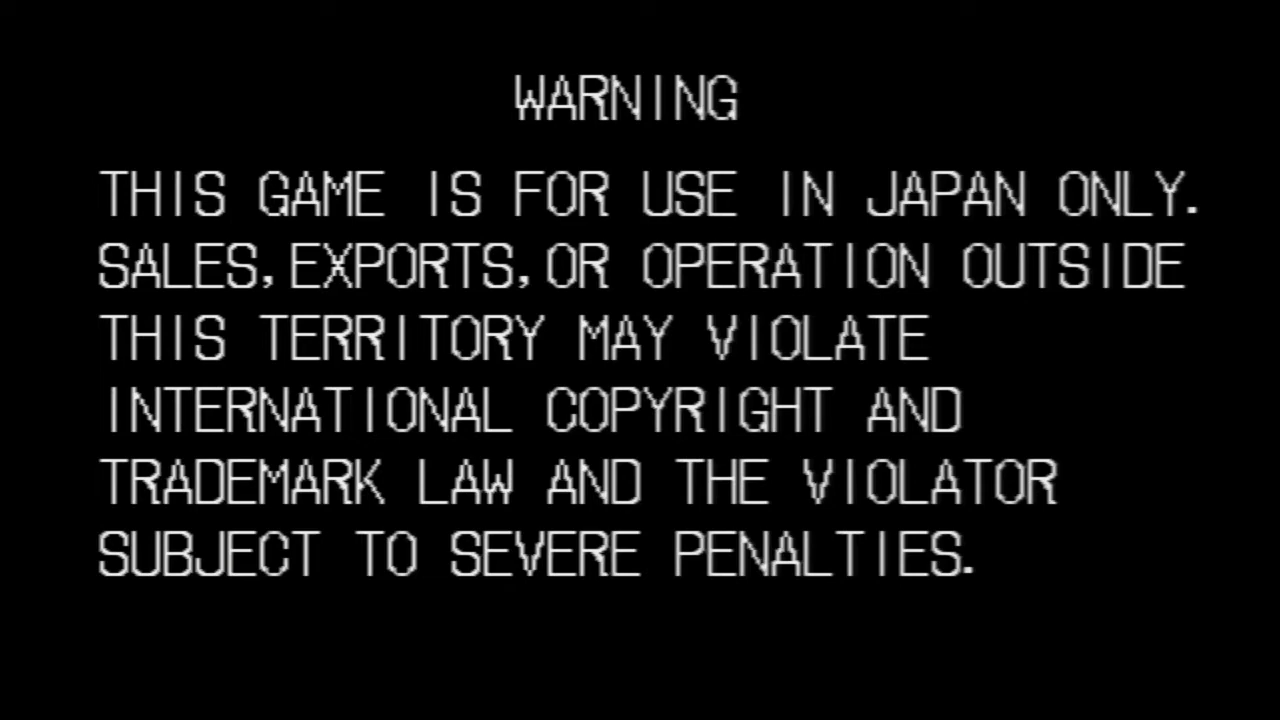 WARNING
THIS GAME IS FOR USE IN JAPAN ONLY.
SALES,EXPORTS,OR OPERATION OUTSIDE
THIS TERRITORY MAY VIOLATE
INTERNATIONAL COPYRIGHT AND
TRADEMARK LAW AND THE VIOLATOR
SUBJECT TO SEVERE PENALTIES.